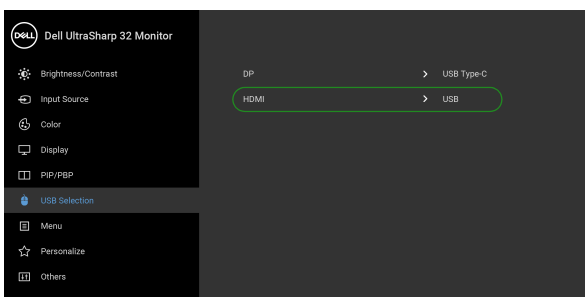 DELL
Dell UltraSharp 32 Monitor
Brightness/Contrast
Input Source
Color
Display
PIP/PBP
USB Selection
Menu
Personalize
Others
DP > USB Type-C
HDMI > USB